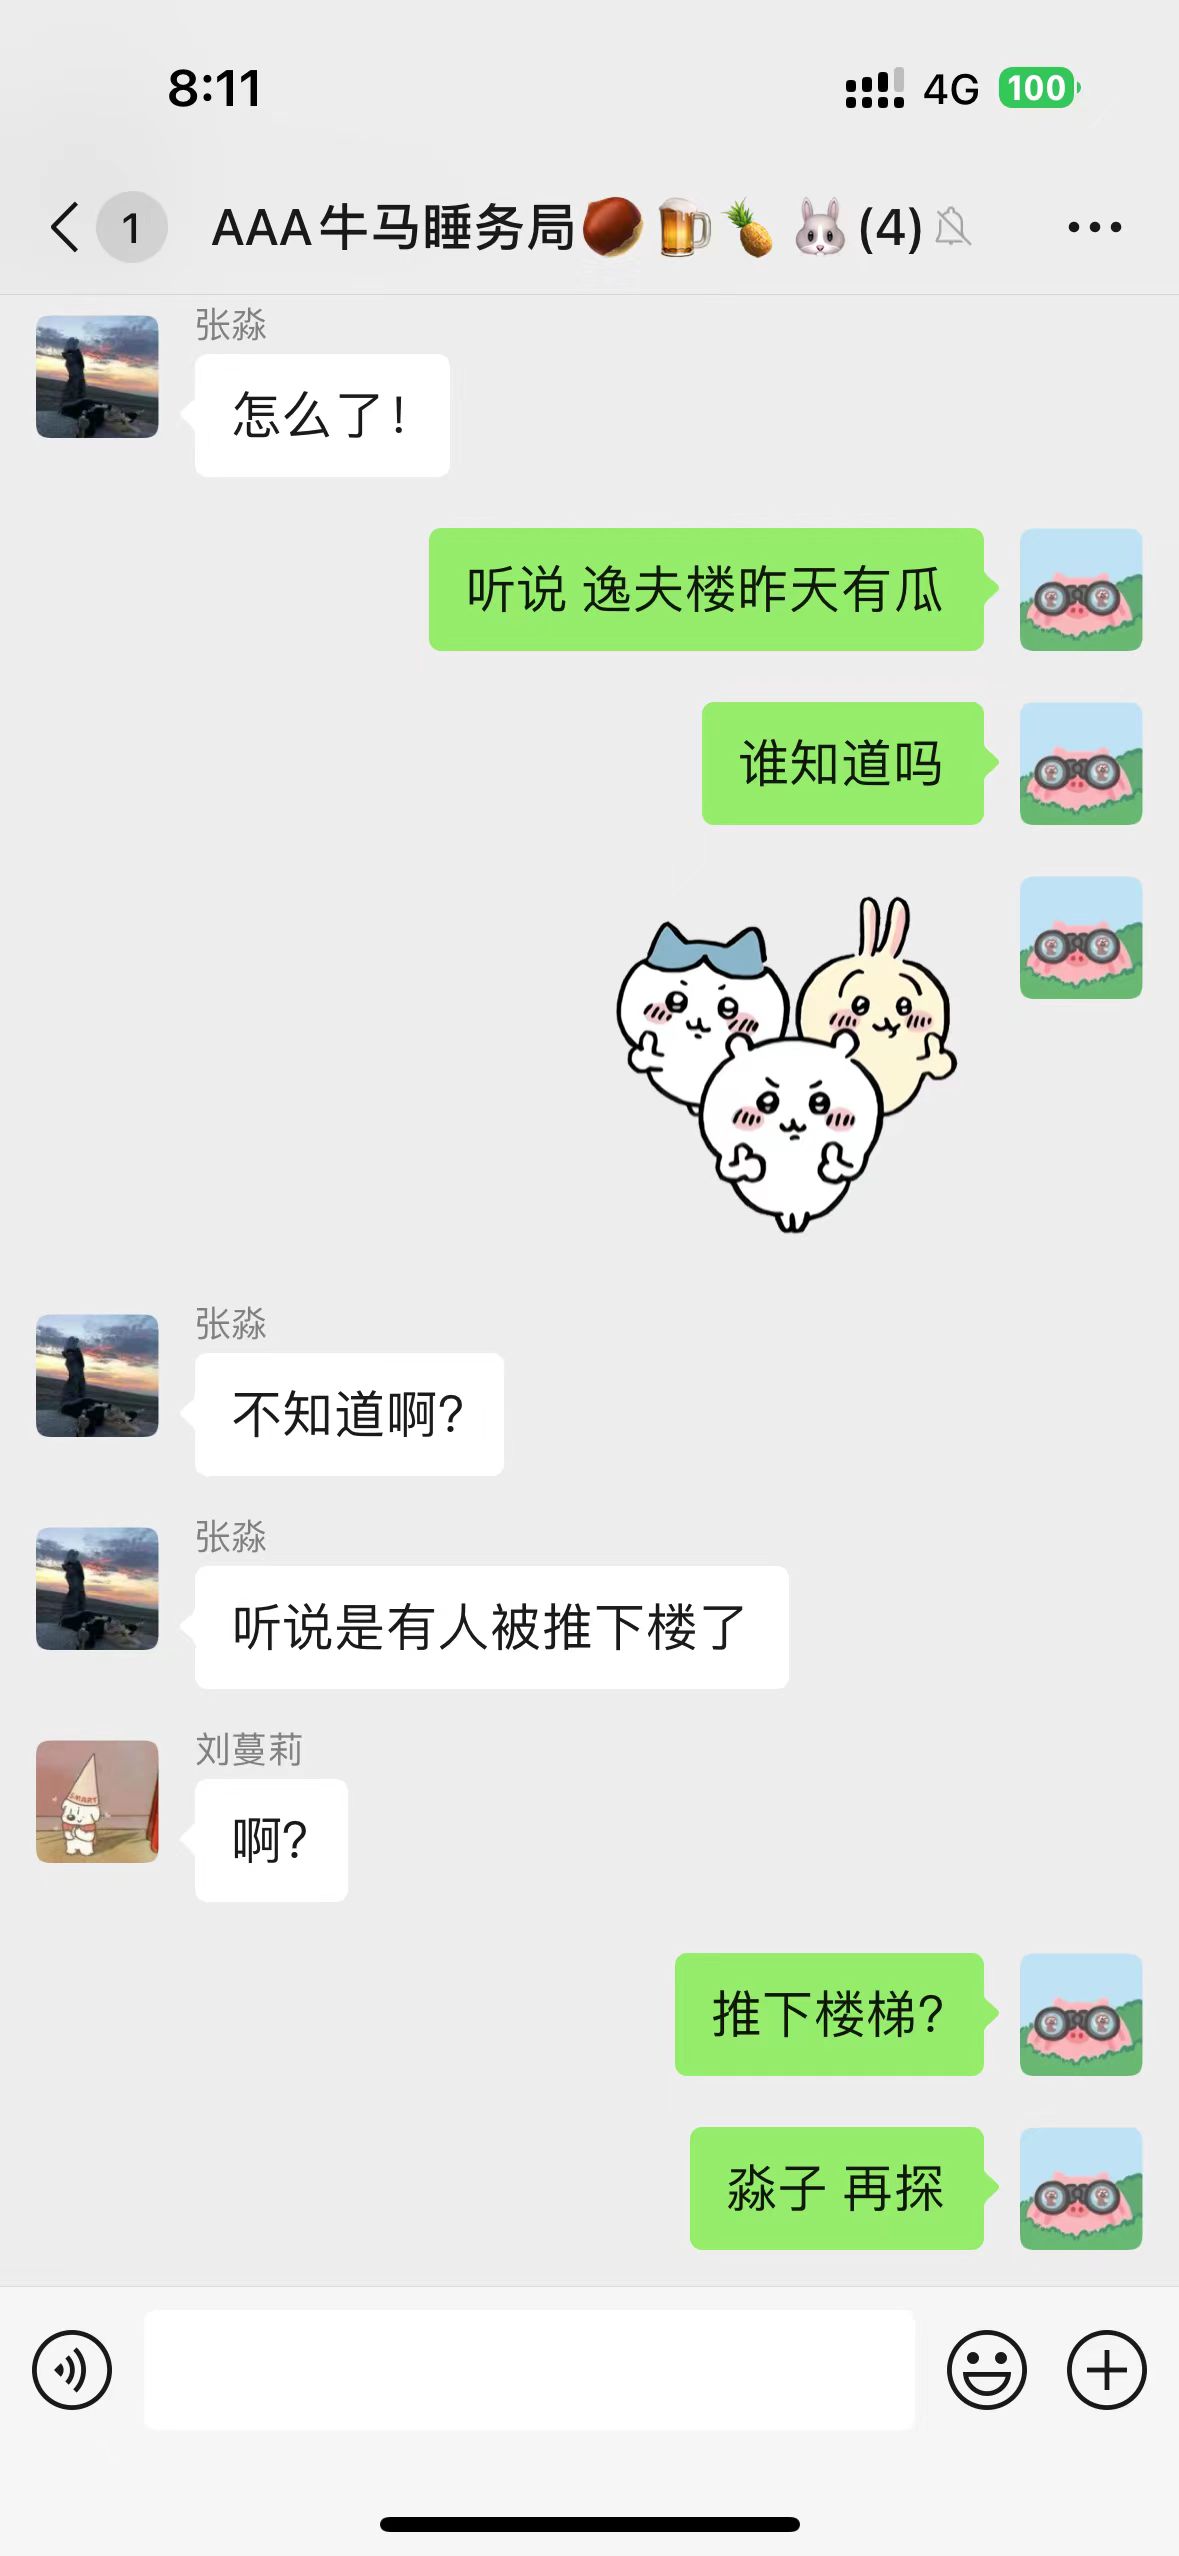 8:11
4G 100
1 AAA牛马睡务局🌰🍺🍍🐰(4)
张淼
怎么了！
听说 逸夫楼昨天有瓜
谁知道吗
张淼
不知道啊？
张淼
听说是有人被推下楼了
刘蔓莉
SMART
啊？
推下楼梯？
淼子 再探